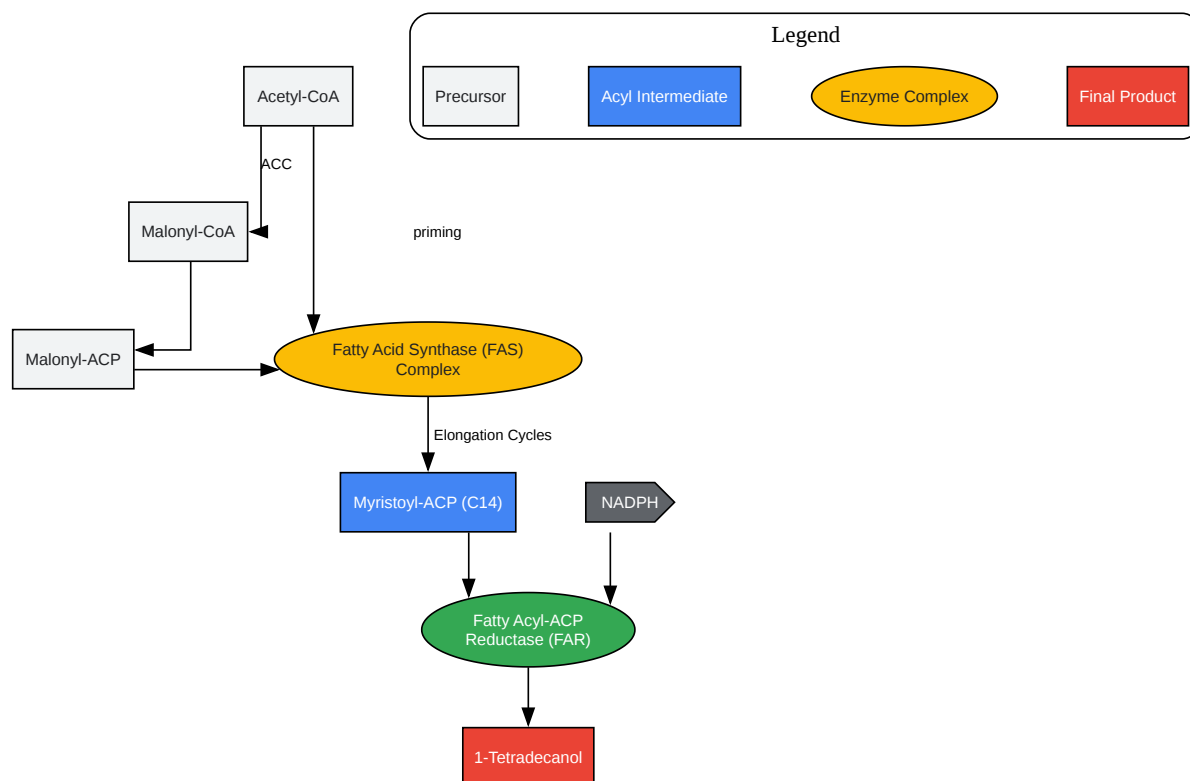 Legend
Acetyl-CoA
Precursor
Acyl Intermediate
Enzyme Complex
Final Product
ACC
Malonyl-CoA
priming
Malonyl-ACP
Fatty Acid Synthase (FAS)
Complex
Elongation Cycles
Myristoyl-ACP (C14)
NADPH
Fatty Acyl-ACP
Reductase (FAR)
1-Tetradecanol